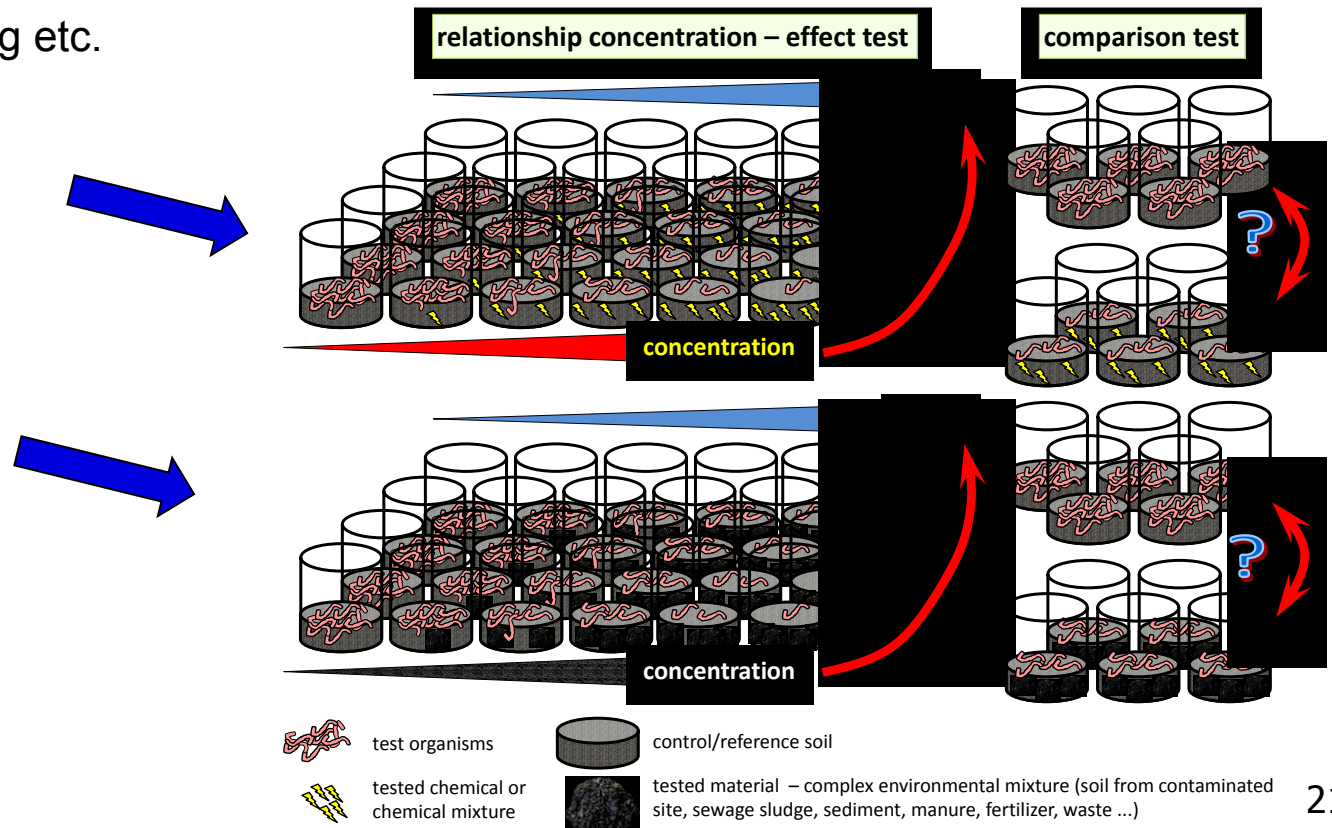 g etc.
relationship concentration – effect test
comparison test
?
concentration
?
concentration
test organisms
control/reference soil
tested chemical or
chemical mixture
tested material – complex environmental mixture (soil from contaminated
site, sewage sludge, sediment, manure, fertilizer, waste ...)